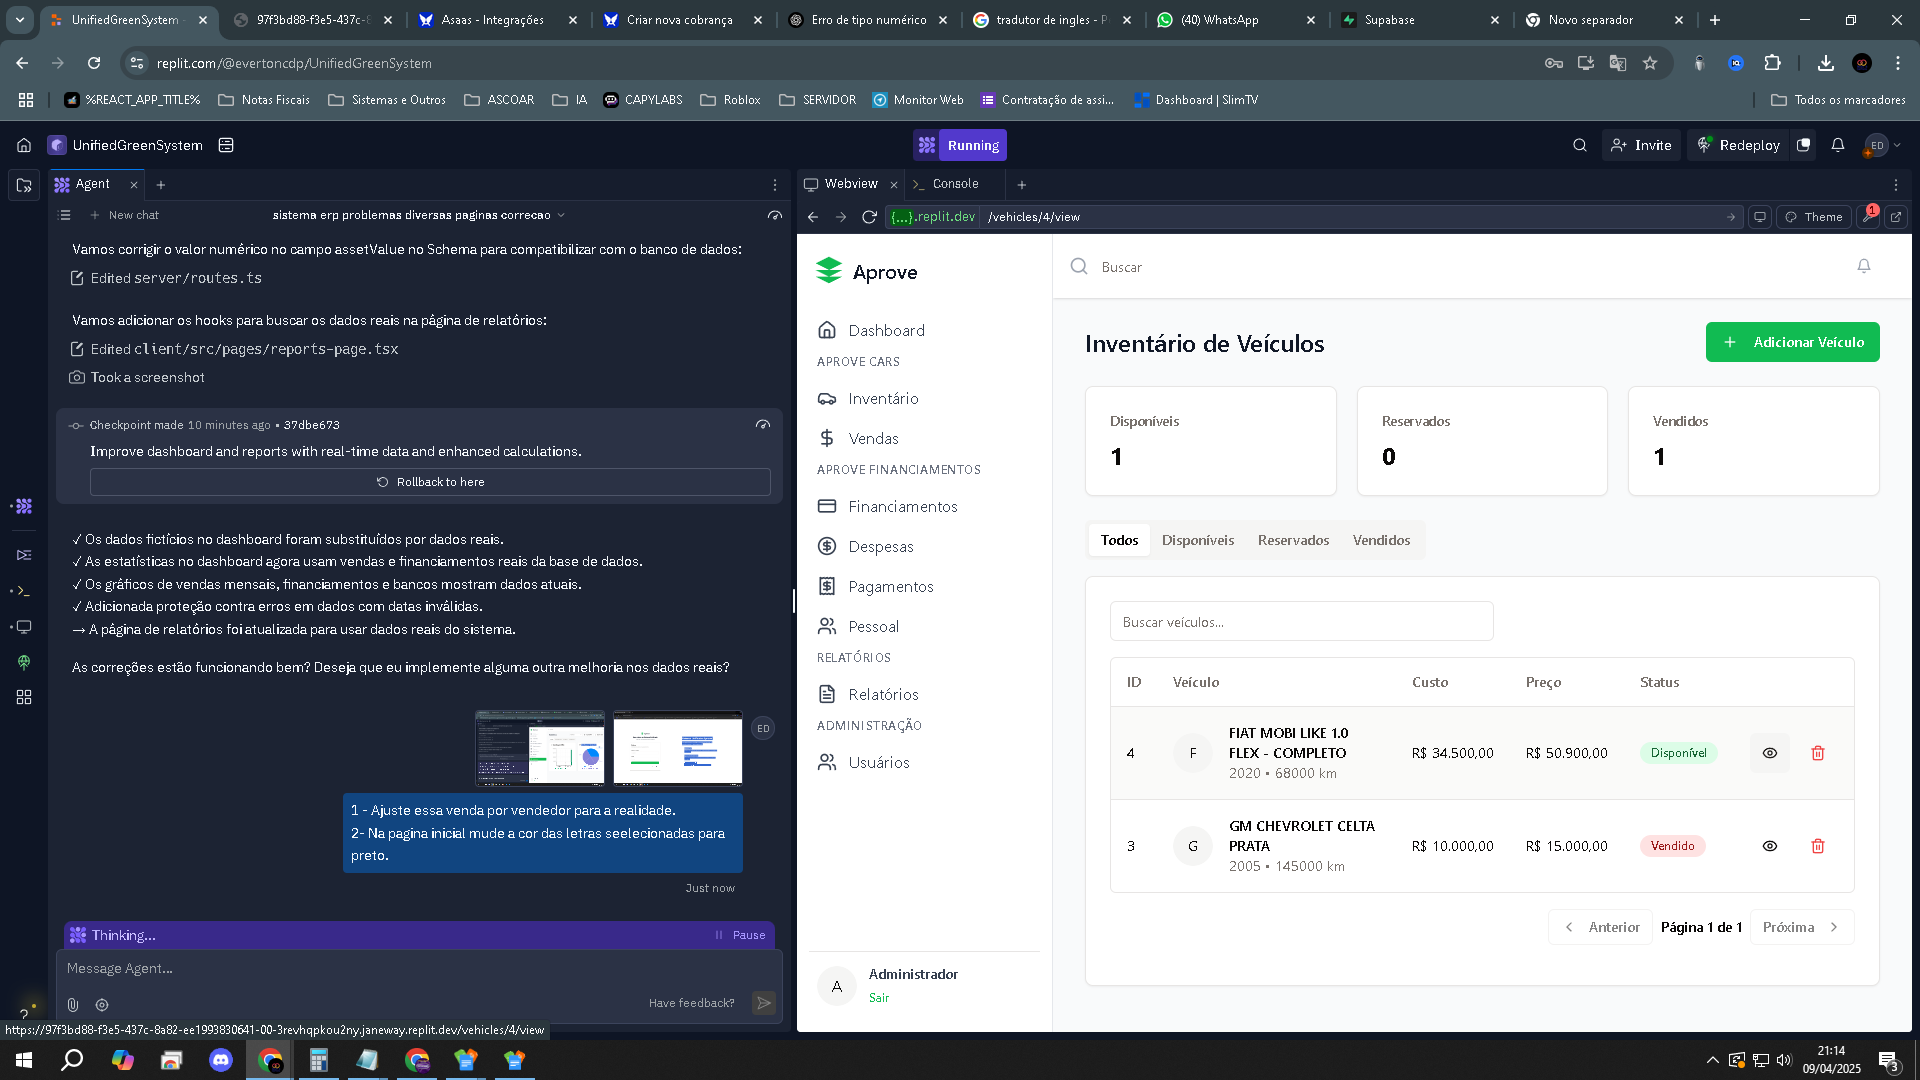 UnifiedGreenSystem -
97f3bd88-f3e5-437c-8
Asaas - Integrações
Criar nova cobrança
Erro de tipo numérico
tradutor de ingles - P
(40) WhatsApp
Supabase
Novo separador
replit.com/@evertoncdp/UnifiedGreenSystem
%REACT_APP_TITLE%
Notas Fiscais
Sistemas e Outros
ASCOAR
IA
CAPYLABS
Roblox
SERVIDOR
Monitor Web
Contratação de assi...
Dashboard | SlimTV
Todos os marcadores
UnifiedGreenSystem
Running
Invite
Redeploy
ED
Agent
New chat
sistema erp problemas diversas paginas correcao
Vamos corrigir o valor numérico no campo assetValue no Schema para compatibilizar com o banco de dados:
Edited server/routes.ts
Vamos adicionar os hooks para buscar os dados reais na página de relatórios:
Edited client/src/pages/reports-page.tsx
Took a screenshot
Checkpoint made 10 minutes ago • 37dbe673
Improve dashboard and reports with real-time data and enhanced calculations.
Rollback to here
✓ Os dados fictícios no dashboard foram substituídos por dados reais.
✓ As estatísticas no dashboard agora usam vendas e financiamentos reais da base de dados.
✓ Os gráficos de vendas mensais, financiamentos e bancos mostram dados atuais.
✓ Adicionada proteção contra erros em dados com datas inválidas.
→ A página de relatórios foi atualizada para usar dados reais do sistema.
As correções estão funcionando bem? Deseja que eu implemente alguma outra melhoria nos dados reais?
ED
1 - Ajuste essa venda por vendedor para a realidade.
2- Na pagina inicial mude a cor das letras seelecionadas para
preto.
Just now
Thinking...
Pause
Message Agent...
Have feedback?
https://97f3bd88-f3e5-437c-8a82-ee1993830641-00-3revhqpkou2ny.janeway.replit.dev/vehicles/4/view
Webview
Console
{...}.replit.dev
/vehicles/4/view
Theme
1
Aprove
Dashboard
APROVE CARS
Inventário
Vendas
APROVE FINANCIAMENTOS
Financiamentos
Despesas
Pagamentos
Pessoal
RELATÓRIOS
Relatórios
ADMINISTRAÇÃO
Usuários
A
Administrador
Sair
Buscar
Inventário de Veículos
Adicionar Veículo
Disponíveis
1
Reservados
0
Vendidos
1
Todos
Disponíveis
Reservados
Vendidos
Buscar veículos...
ID
Veículo
Custo
Preço
Status
4
F
FIAT MOBI LIKE 1.0
FLEX - COMPLETO
2020 • 68000 km
R$ 34.500,00
R$ 50.900,00
Disponível
3
G
GM CHEVROLET CELTA
PRATA
2005 • 145000 km
R$ 10.000,00
R$ 15.000,00
Vendido
Anterior
Página 1 de 1
Próxima
21:14
09/04/2025
3